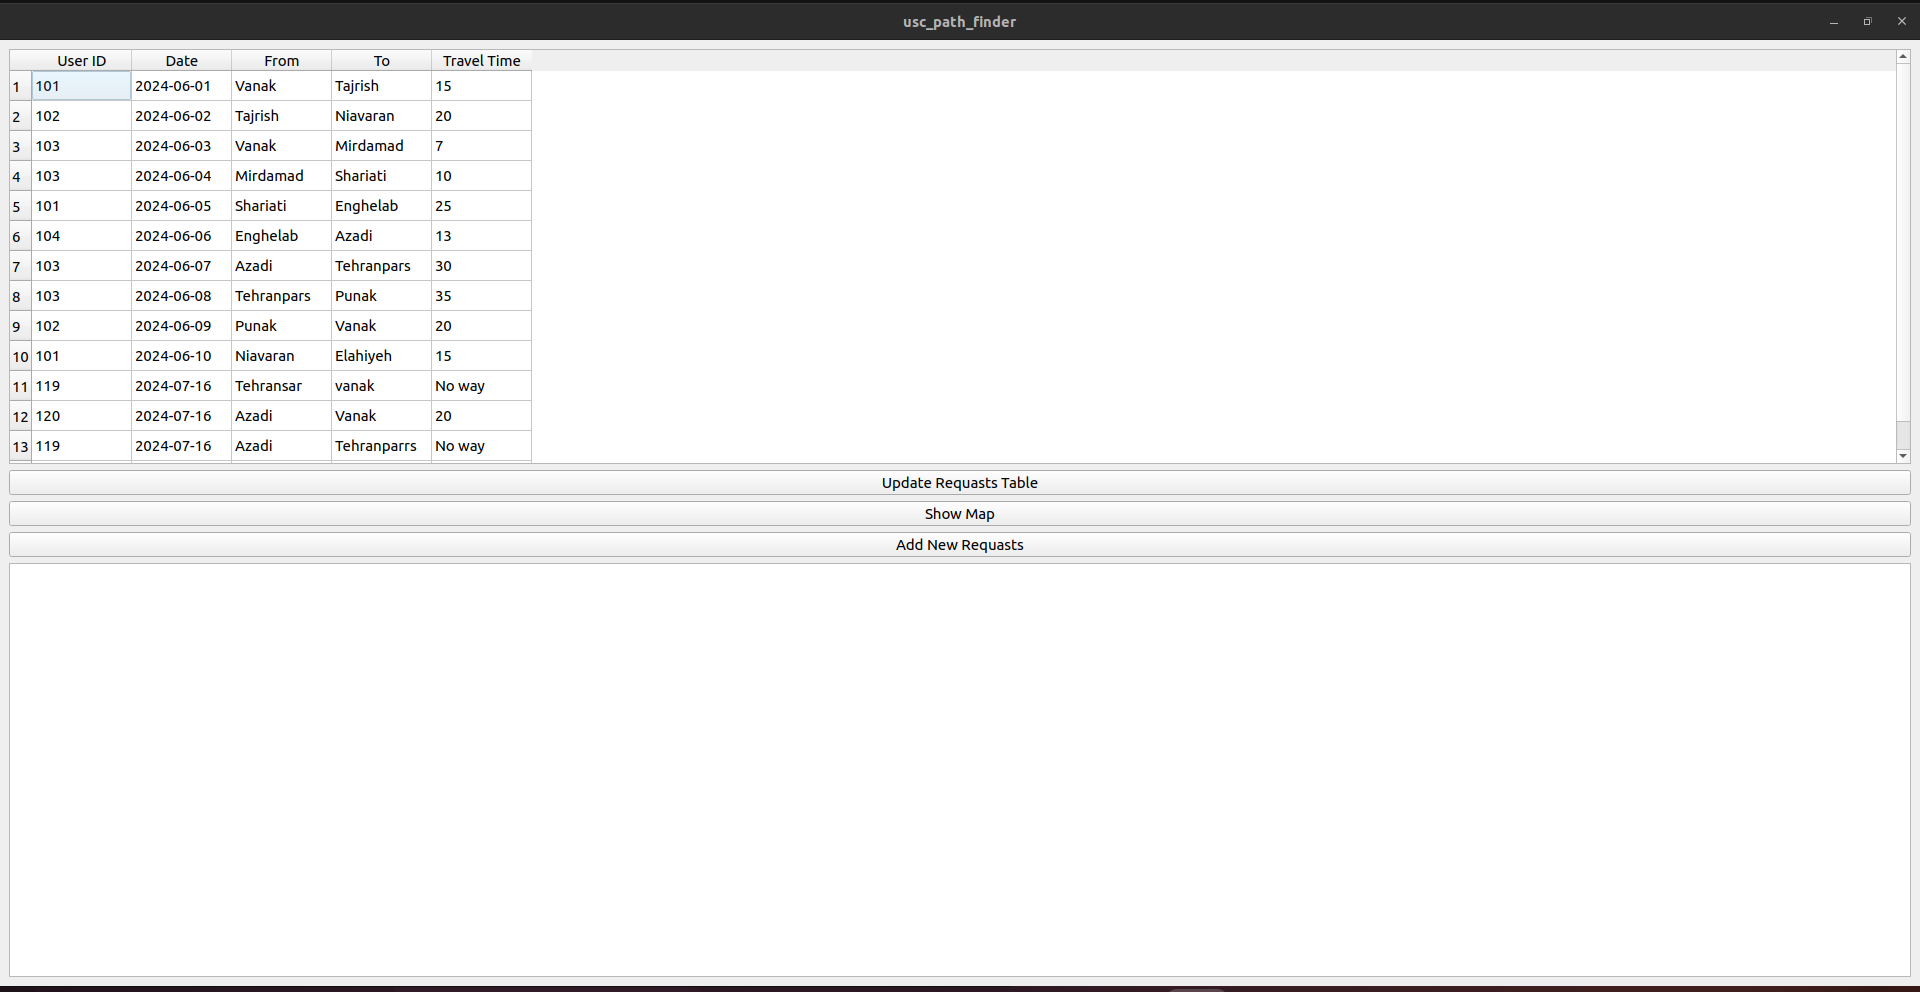 usc_path_finder
User ID Date From To Travel Time
1 101 2024-06-01 Vanak Tajrish 15
2 102 2024-06-02 Tajrish Niavaran 20
3 103 2024-06-03 Vanak Mirdamad 7
4 103 2024-06-04 Mirdamad Shariati 10
5 101 2024-06-05 Shariati Enghelab 25
6 104 2024-06-06 Enghelab Azadi 13
7 103 2024-06-07 Azadi Tehranpars 30
8 103 2024-06-08 Tehranpars Punak 35
9 102 2024-06-09 Punak Vanak 20
10 101 2024-06-10 Niavaran Elahiyeh 15
11 119 2024-07-16 Tehransar vanak No way
12 120 2024-07-16 Azadi Vanak 20
13 119 2024-07-16 Azadi Tehranparrs No way
Update Requasts Table
Show Map
Add New Requasts